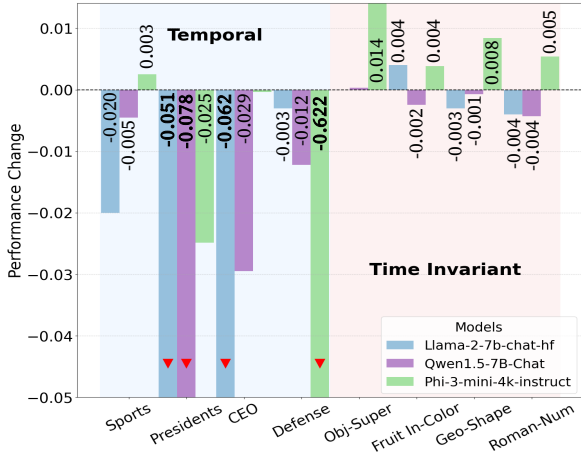 Temporal
Time Invariant
Performance Change
0.01
0.00
−0.01
−0.02
−0.03
−0.04
−0.05
-0.020
-0.005
0.003
-0.051
-0.078
-0.025
-0.062
-0.029
-0.003
-0.012
-0.622
0.014
0.004
-0.002
0.004
-0.003
-0.001
0.008
-0.004
-0.004
0.005
Models
Llama-2-7b-chat-hf
Qwen1.5-7B-Chat
Phi-3-mini-4k-instruct
Sports
Presidents
CEO
Defense
Obj-Super
Fruit In-Color
Geo-Shape
Roman-Num